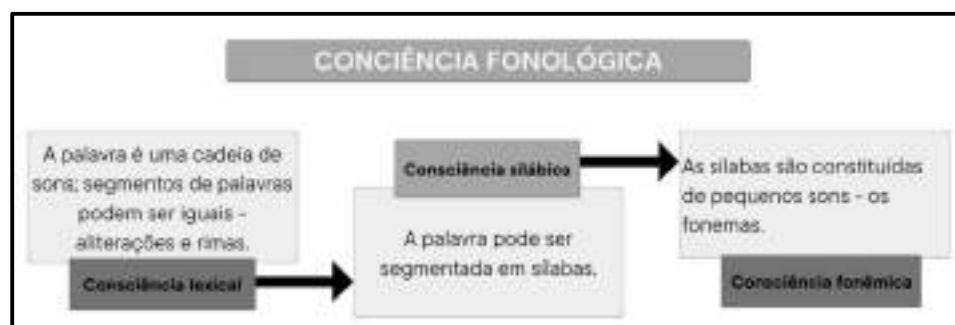 CONCIÊNCIA FONOLÓGICA
A palavra é uma cadeia de
sons; segmentos de palavras
podem ser iguais -
aliterações e rimas.
Consciência lexical
Consciência silábica
A palavra pode ser
segmentada em sílabas.
As sílabas são constituídas
de pequenos sons - os
fonemas.
Consciência fonêmica